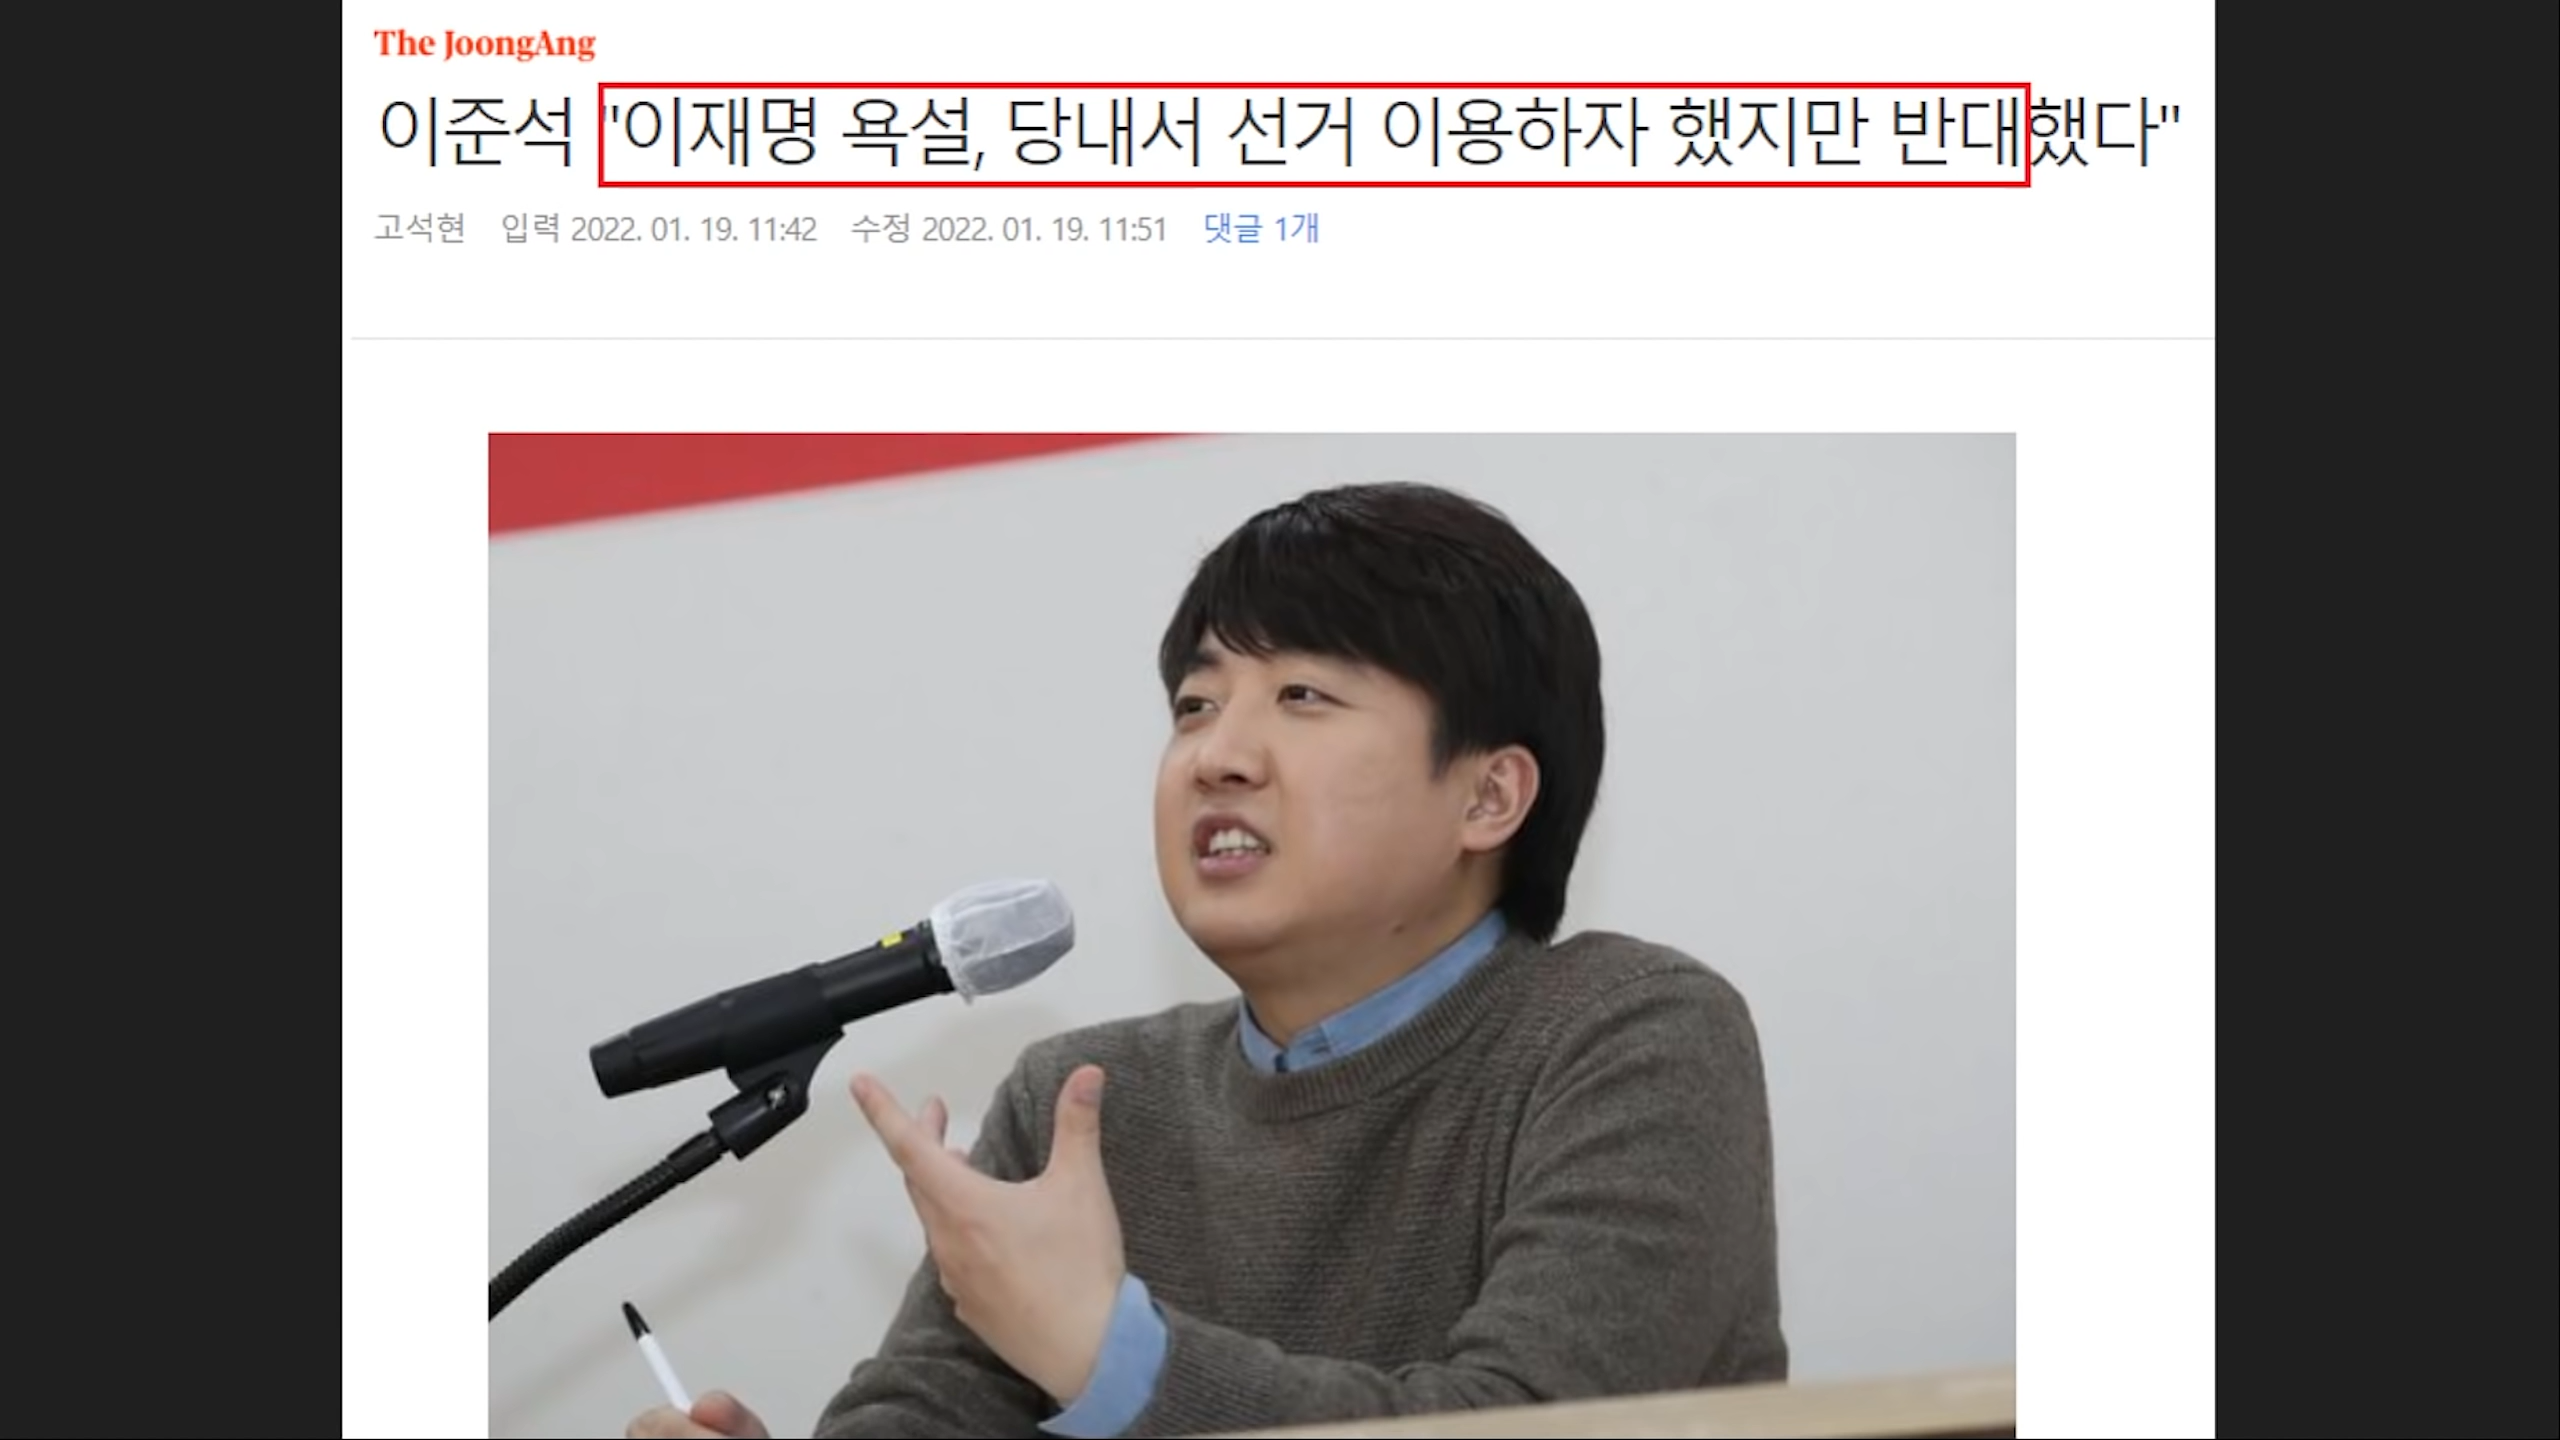 The JoongAng
이준석 "이재명 욕설, 당내서 선거 이용하자 했지만 반대했다"
고석현 입력 2022. 01. 19. 11:42 수정 2022. 01. 19. 11:51 댓글 1개